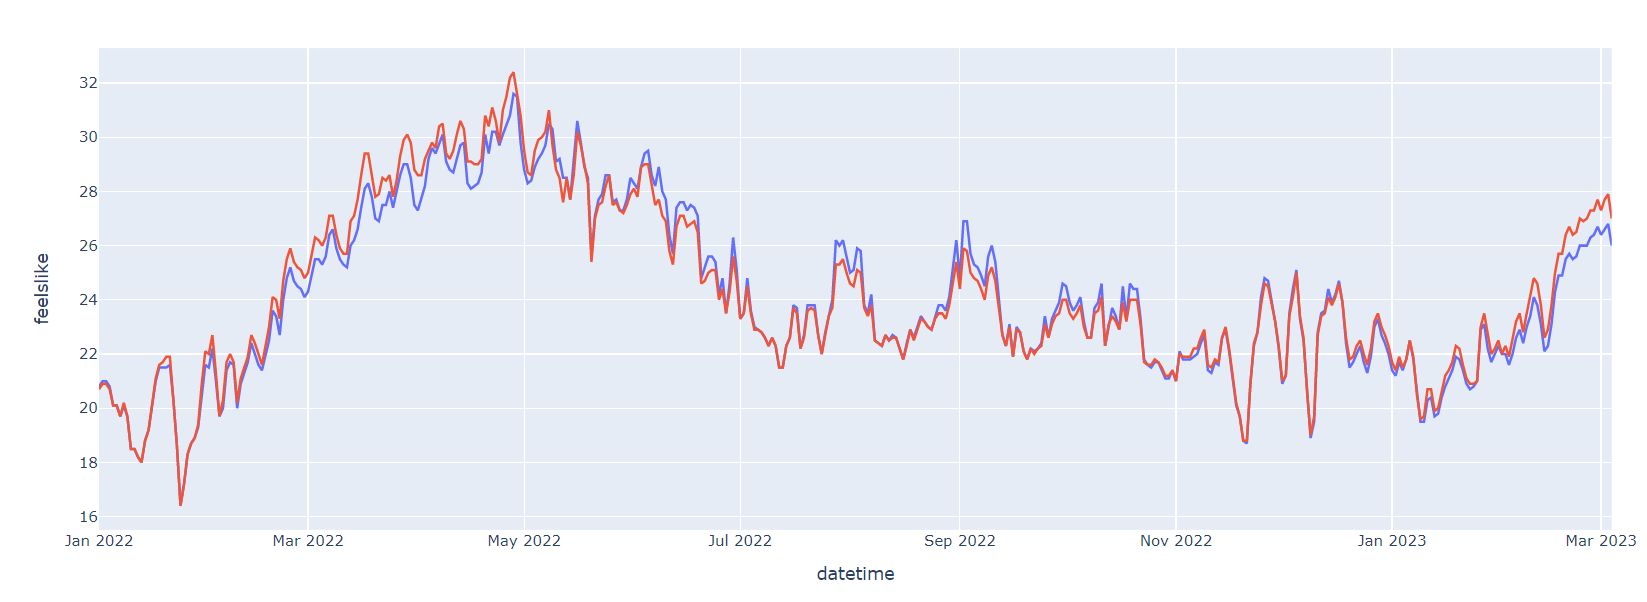 32
30
28
26
24
22
20
18
16
feelslike
Jan 2022
Mar 2022
May 2022
Jul 2022
Sep 2022
Nov 2022
Jan 2023
Mar 2023
datetime